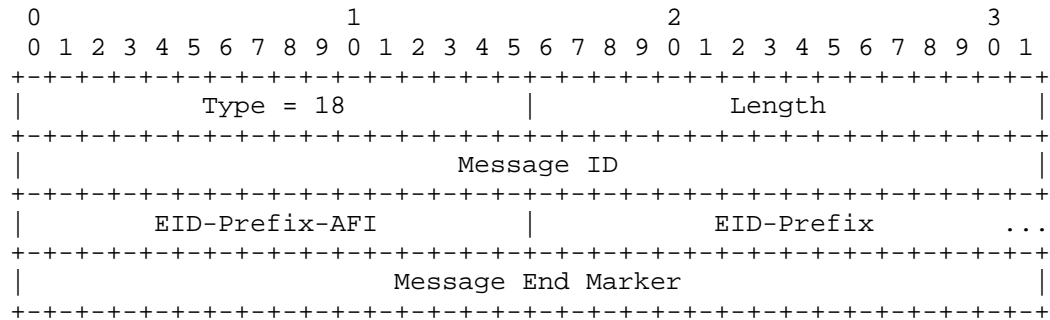 0                   1                   2                   3
 0 1 2 3 4 5 6 7 8 9 0 1 2 3 4 5 6 7 8 9 0 1 2 3 4 5 6 7 8 9 0 1
+-+-+-+-+-+-+-+-+-+-+-+-+-+-+-+-+-+-+-+-+-+-+-+-+-+-+-+-+-+-+-+-+
|           Type = 18           |            Length             |
+-+-+-+-+-+-+-+-+-+-+-+-+-+-+-+-+-+-+-+-+-+-+-+-+-+-+-+-+-+-+-+-+
|                           Message ID                          |
+-+-+-+-+-+-+-+-+-+-+-+-+-+-+-+-+-+-+-+-+-+-+-+-+-+-+-+-+-+-+-+-+
|        EID-Prefix-AFI         |          EID-Prefix        ...
+-+-+-+-+-+-+-+-+-+-+-+-+-+-+-+-+-+-+-+-+-+-+-+-+-+-+-+-+-+-+-+-+
|                       Message End Marker                      |
+-+-+-+-+-+-+-+-+-+-+-+-+-+-+-+-+-+-+-+-+-+-+-+-+-+-+-+-+-+-+-+-+